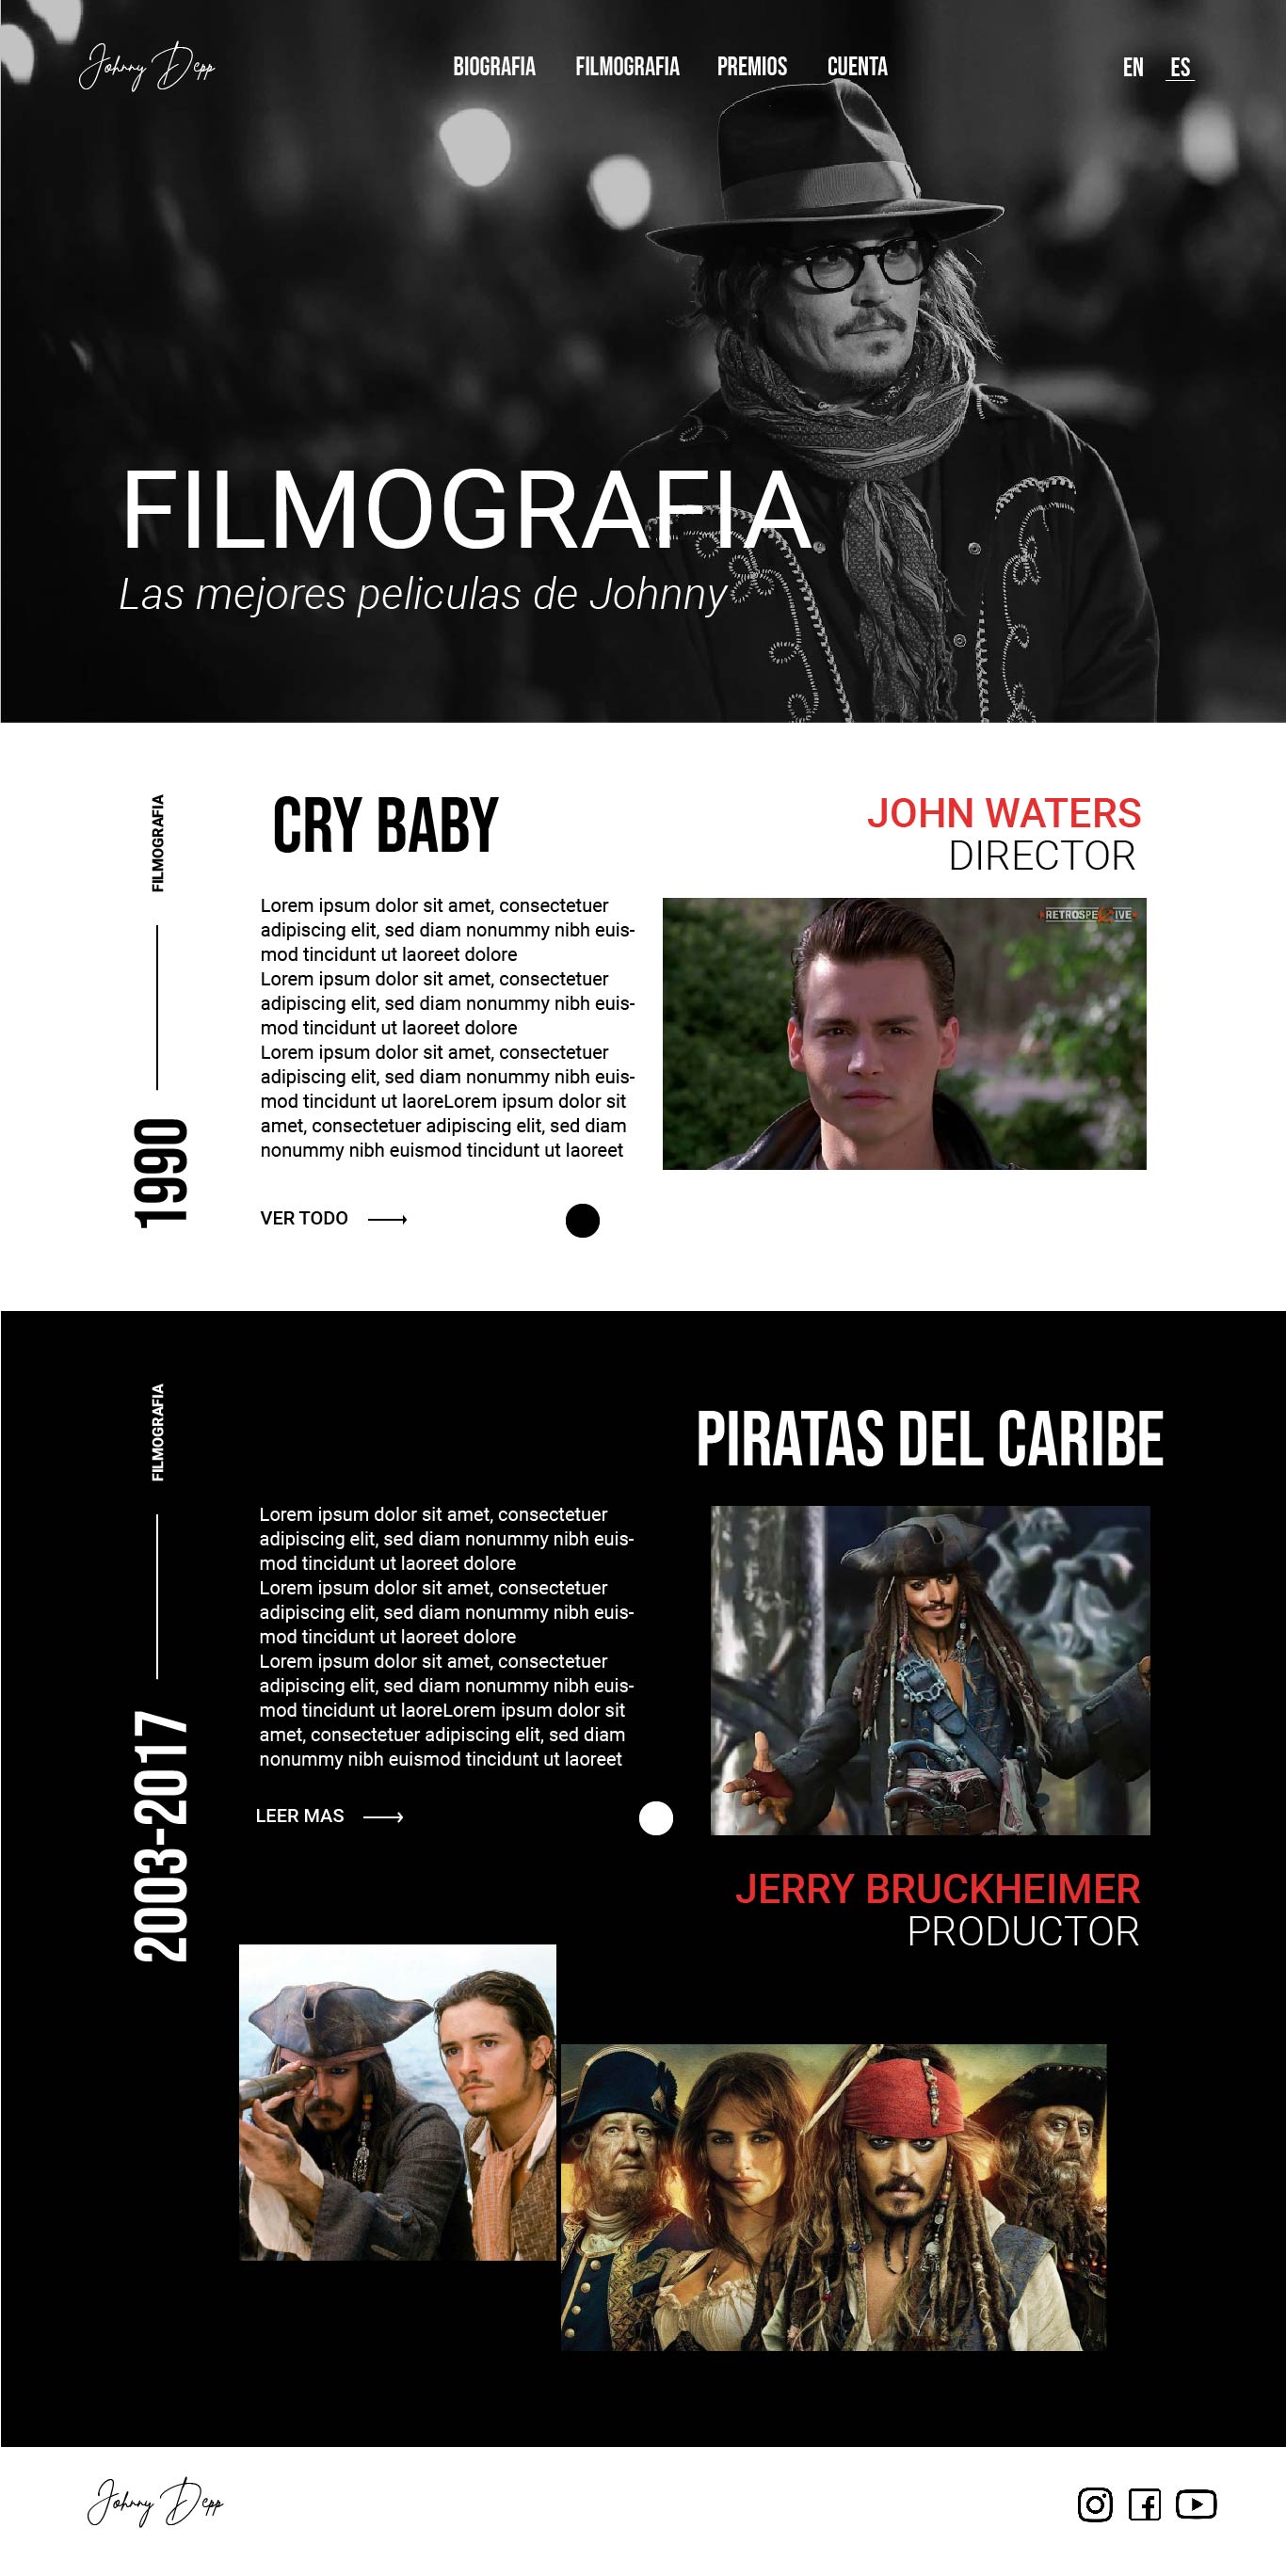 Johnny Depp
BIOGRAFIA FILMOGRAFIA PREMIOS CUENTA
EN ES
FILMOGRAFIA
Las mejores peliculas de Johnny
FILMOGRAFIA
1990
CRY BABY
Lorem ipsum dolor sit amet, consectetuer
adipiscing elit, sed diam nonummy nibh euis-
mod tincidunt ut laoreet dolore
Lorem ipsum dolor sit amet, consectetuer
adipiscing elit, sed diam nonummy nibh euis-
mod tincidunt ut laoreet dolore
Lorem ipsum dolor sit amet, consectetuer
adipiscing elit, sed diam nonummy nibh euis-
mod tincidunt ut laoreLorem ipsum dolor sit
amet, consectetuer adipiscing elit, sed diam
nonummy nibh euismod tincidunt ut laoreet
VER TODO
JOHN WATERS
DIRECTOR
FILMOGRAFIA
2003-2017
PIRATAS DEL CARIBE
Lorem ipsum dolor sit amet, consectetuer
adipiscing elit, sed diam nonummy nibh euis-
mod tincidunt ut laoreet dolore
Lorem ipsum dolor sit amet, consectetuer
adipiscing elit, sed diam nonummy nibh euis-
mod tincidunt ut laoreet dolore
Lorem ipsum dolor sit amet, consectetuer
adipiscing elit, sed diam nonummy nibh euis-
mod tincidunt ut laoreLorem ipsum dolor sit
amet, consectetuer adipiscing elit, sed diam
nonummy nibh euismod tincidunt ut laoreet
LEER MAS
JERRY BRUCKHEIMER
PRODUCTOR
Johnny Depp